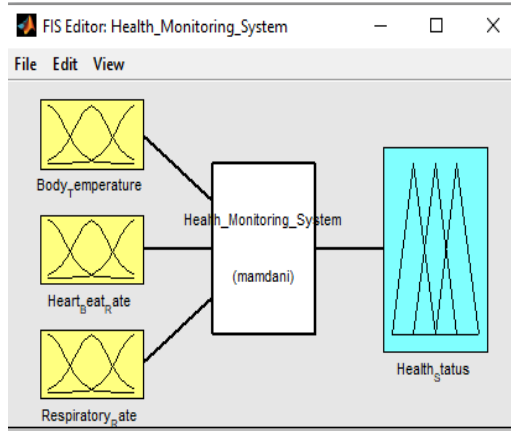 FIS Editor: Health_Monitoring_System
File Edit View
Body_Temperature
Heart_Beat_Rate
Respiratory_Rate
Health_Monitoring_System
(mamdani)
Health_Status